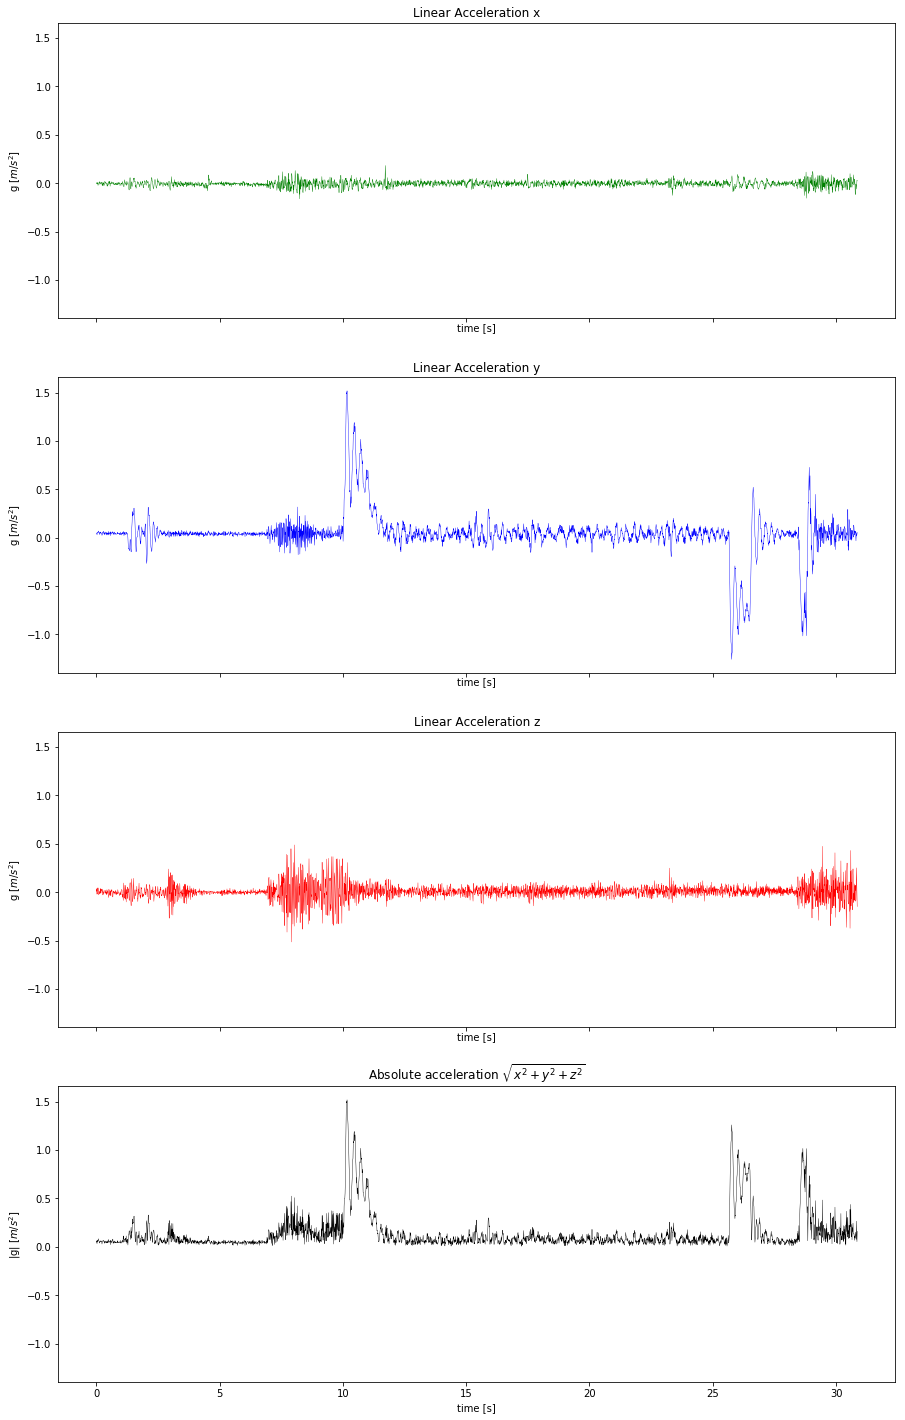 Linear Acceleration x
1.5
1.0
0.5
0.0
−0.5
−1.0
g [m/s²]
time [s]
Linear Acceleration y
1.5
1.0
0.5
0.0
−0.5
−1.0
g [m/s²]
time [s]
Linear Acceleration z
1.5
1.0
0.5
0.0
−0.5
−1.0
g [m/s²]
time [s]
Absolute acceleration √x² + y² + z²
1.5
1.0
0.5
0.0
−0.5
−1.0
|g| [m/s²]
0 5 10 15 20 25 30
time [s]